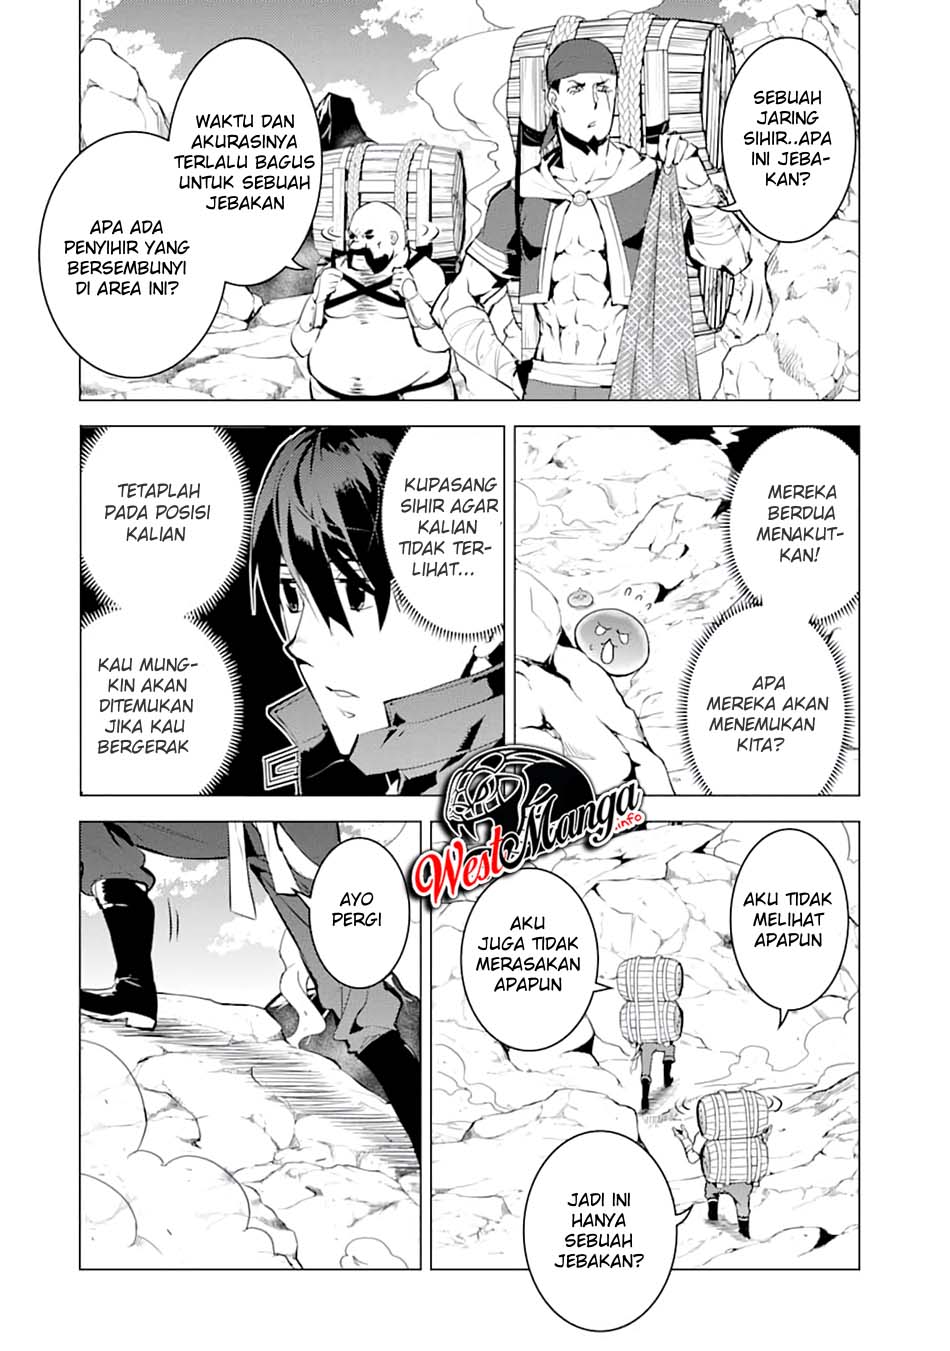 SEBUAH
JARING
SIHIR..APA
INI JEBA-
KAN?
WAKTU DAN
AKURASINYA
TERLALU BAGUS
UNTUK SEBUAH
JEBAKAN
APA ADA
PENYIHIR YANG
BERSEMBUNYI
DI AREA INI?
MEREKA
BERDUA
MENAKUT-
KAN!
APA
MEREKA AKAN
MENEMUKAN
KITA?
KUPASANG
SIHIR AGAR
KALIAN
TIDAK TER-
LIHAT...
TETAPLAH
PADA POSISI
KALIAN
KAU MUNG-
KIN AKAN
DITEMUKAN
JIKA KAU
BERGERAK
WestManga
.info
AKU TIDAK
MELIHAT
APAPUN
AKU
JUGA TIDAK
MERASAKAN
APAPUN
JADI INI
HANYA
SEBUAH
JEBAKAN?
AYO
PERGI